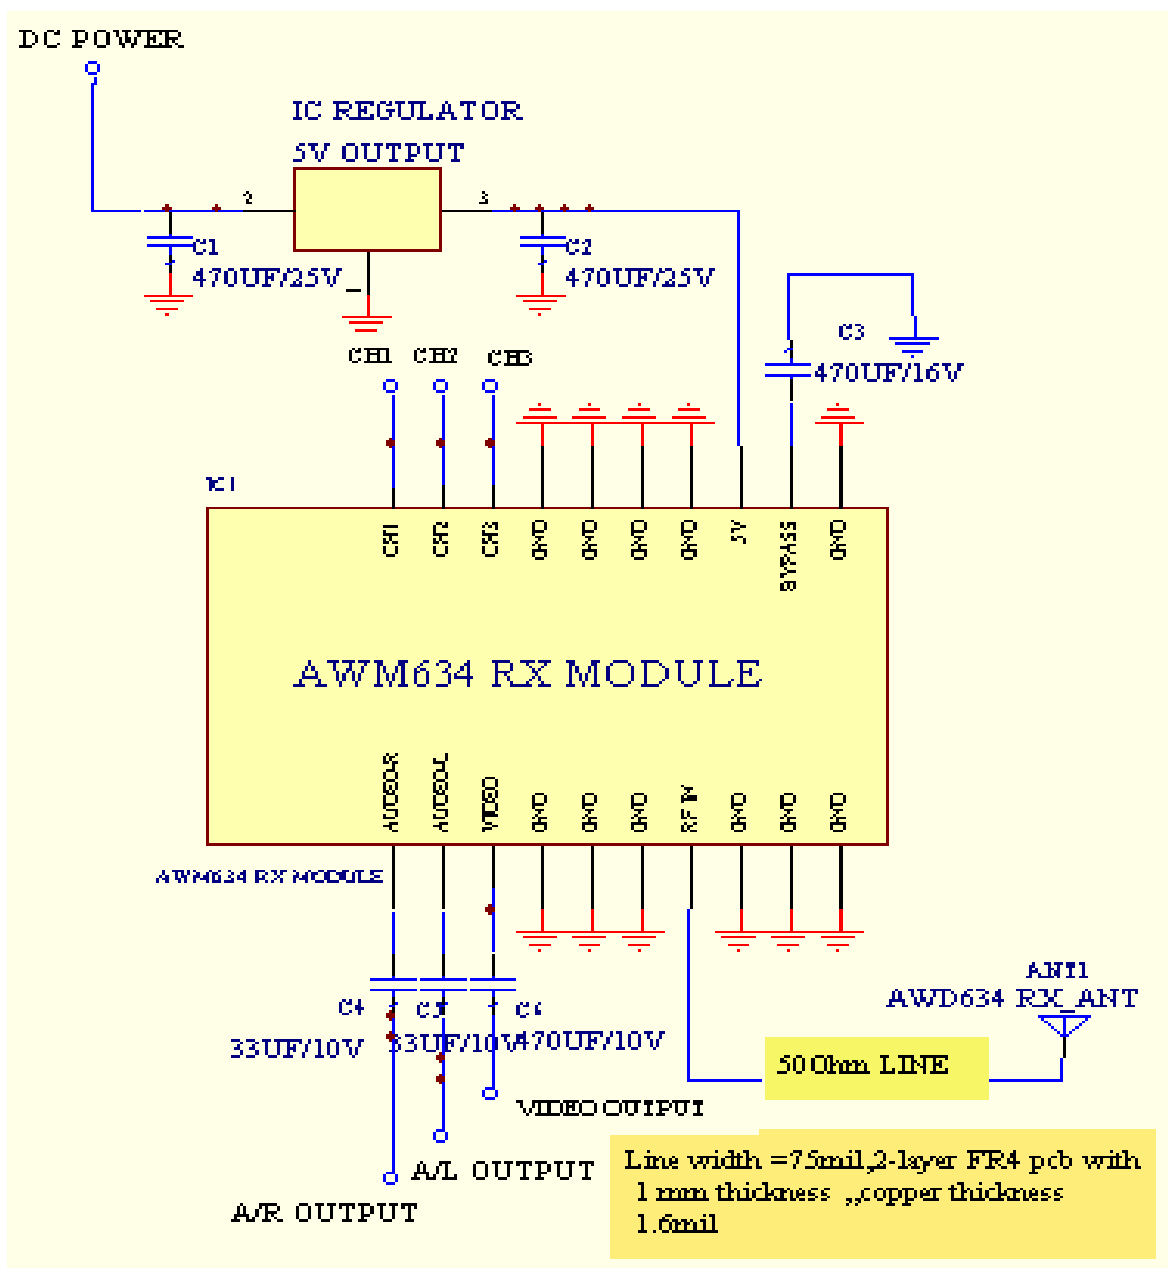 DC POWER
IC REGULATOR
5V OUTPUT
2
3
C1
470UF/25V
C2
470UF/25V
C3
470UF/16V
CH1 CH2 CH3
IC1
CH1 CH2 CH3 GND GND GND GND 5V BYPASS GND
AWM634 RX MODULE
AUDEO-R AUDEO-L VIDEO GND GND GND RF IN GND GND GND
AWM634 RX MODULE
ANT1
AWD634 RX_ANT
C4 C5 C6
33UF/10V 33UF/10V 470UF/10V
50Ohm LINE
VIDEO OUTPUT
A/L OUTPUT
A/R OUTPUT
Line width =75mil,2-layer FR4 pcb with
1 mm thickness ,,copper thickness
1.6mil